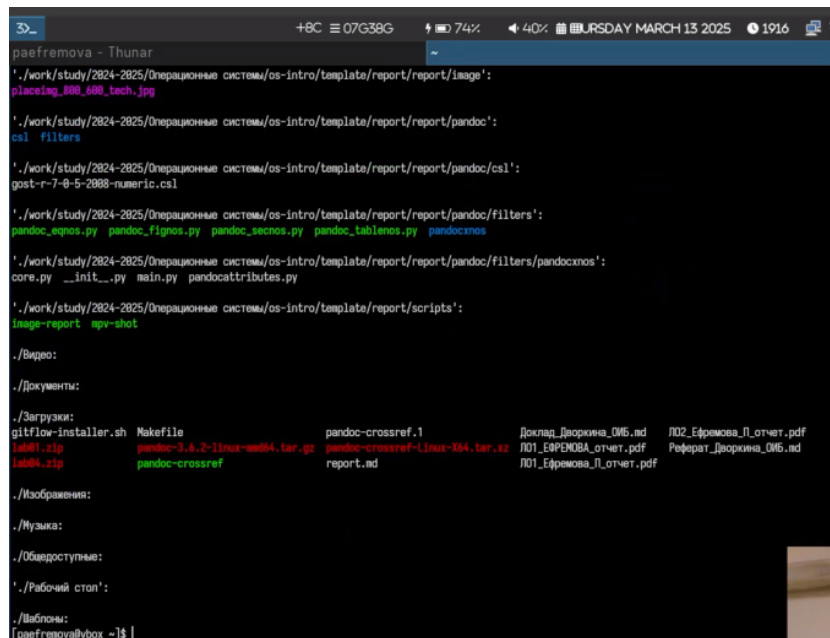 3>_ +8C 07G38G 74% 40% URSDAY MARCH 13 2025 1916
paefremova - Thunar ~
'./work/study/2024-2025/Операционные системы/os-intro/template/report/report/image':
placeimg_800_600_tech.jpg
'./work/study/2024-2025/Операционные системы/os-intro/template/report/report/pandoc':
csl filters
'./work/study/2024-2025/Операционные системы/os-intro/template/report/report/pandoc/csl':
gost-r-7-0-5-2008-numeric.csl
'./work/study/2024-2025/Операционные системы/os-intro/template/report/report/pandoc/filters':
pandoc_eqnos.py pandoc_fignos.py pandoc_secnos.py pandoc_tablenos.py pandocxnos
'./work/study/2024-2025/Операционные системы/os-intro/template/report/report/pandoc/filters/pandocxnos':
core.py __init__.py main.py pandocattributes.py
'./work/study/2024-2025/Операционные системы/os-intro/template/report/scripts':
image-report mpv-shot
./Видео:
./Документы:
./Загрузки:
gitflow-installer.sh Makefile pandoc-crossref.1 Доклад_Дворкина_ОИБ.md Л02_Ефремова_П_отчет.pdf
lab01.zip pandoc-3.6.2-linux-amd64.tar.gz pandoc-crossref-Linux-X64.tar.xz Л01_ЕФРЕМОВА_отчет.pdf Реферат_Дворкина_ОИБ.md
lab04.zip pandoc-crossref report.md Л01_Ефремова_П_отчет.pdf
./Изображения:
./Музыка:
./Общедоступные:
'./Рабочий стол':
./Шаблоны:
[paefremova@vbox ~]$